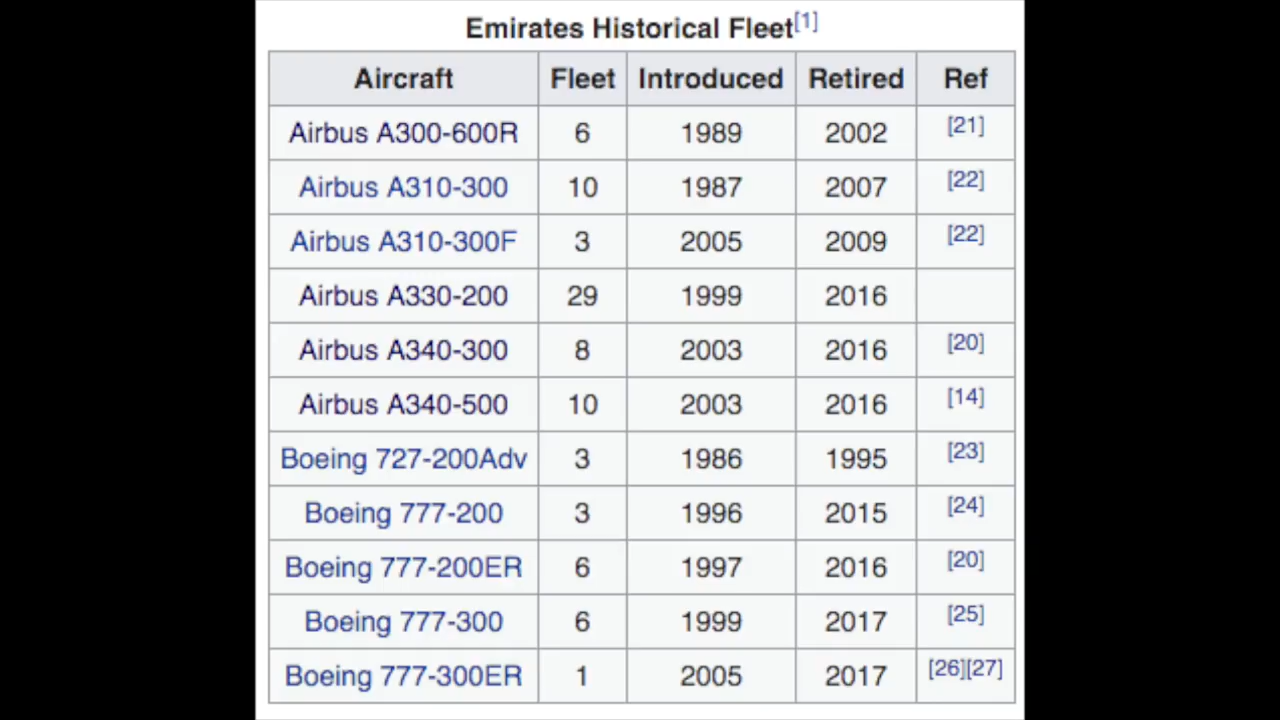 Emirates Historical Fleet[1]
Aircraft Fleet Introduced Retired Ref
Airbus A300-600R 6 1989 2002 [21]
Airbus A310-300 10 1987 2007 [22]
Airbus A310-300F 3 2005 2009 [22]
Airbus A330-200 29 1999 2016
Airbus A340-300 8 2003 2016 [20]
Airbus A340-500 10 2003 2016 [14]
Boeing 727-200Adv 3 1986 1995 [23]
Boeing 777-200 3 1996 2015 [24]
Boeing 777-200ER 6 1997 2016 [20]
Boeing 777-300 6 1999 2017 [25]
Boeing 777-300ER 1 2005 2017 [26][27]